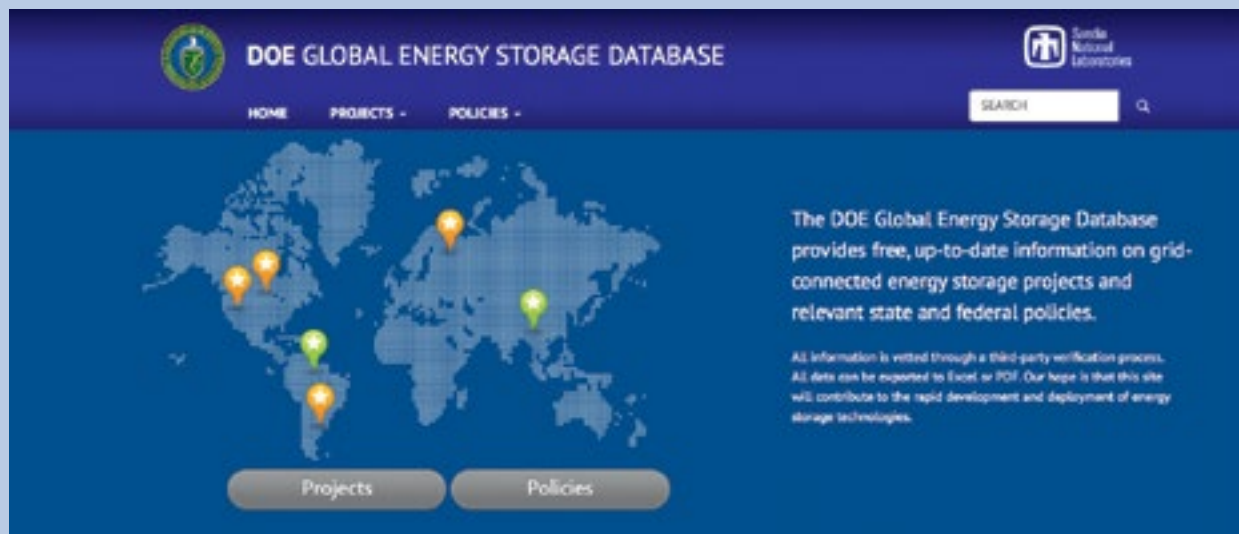 DOE GLOBAL ENERGY STORAGE DATABASE
Sandia
National
Laboratories
HOME PROJECTS POLICIES
SEARCH
The DOE Global Energy Storage Database
provides free, up-to-date information on grid-
connected energy storage projects and
relevant state and federal policies.
All information is vetted through a third-party verification process.
All data can be exported to Excel or PDF. Our hope is that this site
will contribute to the rapid development and deployment of energy
storage technologies.
Projects Policies